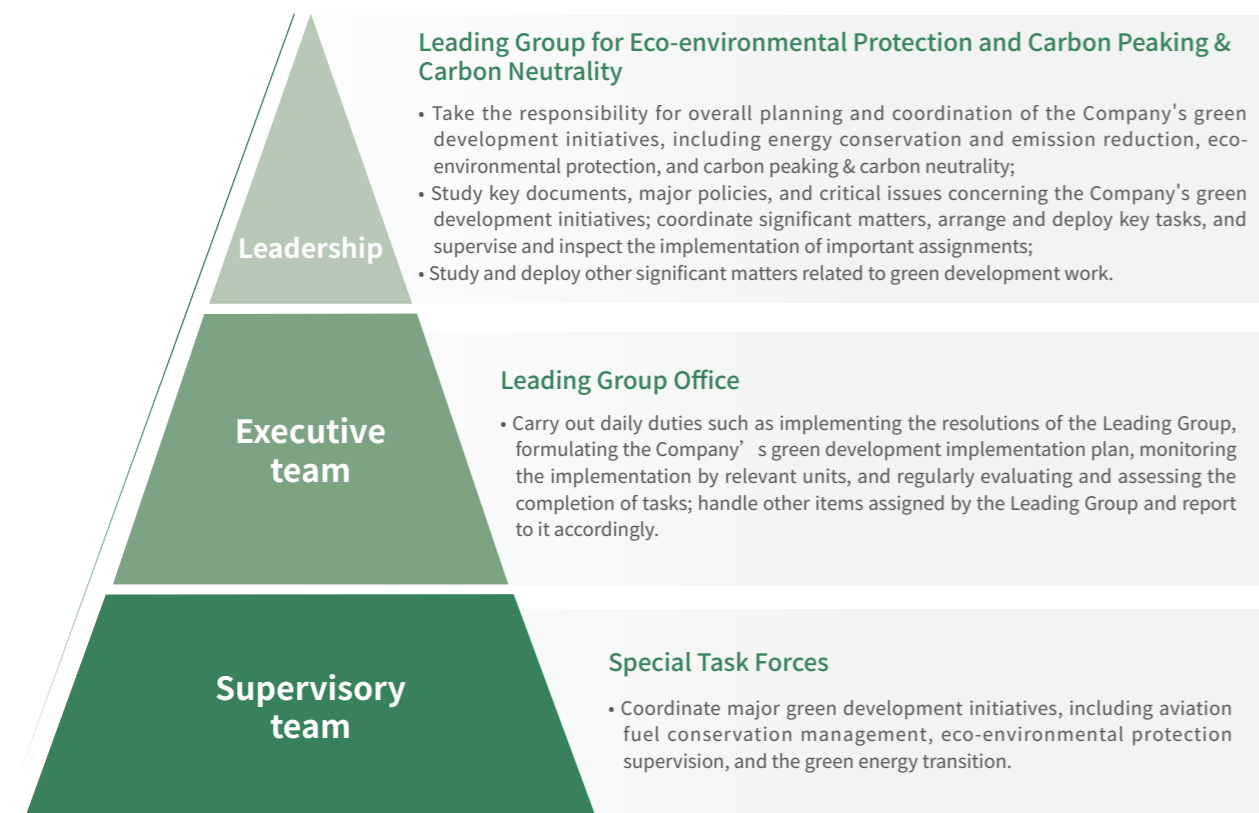 Leading Group for Eco-environmental Protection and Carbon Peaking &
Carbon Neutrality
• Take the responsibility for overall planning and coordination of the Company's green
development initiatives, including energy conservation and emission reduction, eco-
environmental protection, and carbon peaking & carbon neutrality;
• Study key documents, major policies, and critical issues concerning the Company's green
development initiatives; coordinate significant matters, arrange and deploy key tasks, and
supervise and inspect the implementation of important assignments;
• Study and deploy other significant matters related to green development work.
Leadership
Leading Group Office
• Carry out daily duties such as implementing the resolutions of the Leading Group,
formulating the Company’ s green development implementation plan, monitoring
the implementation by relevant units, and regularly evaluating and assessing the
completion of tasks; handle other items assigned by the Leading Group and report
to it accordingly.
Executive
team
Special Task Forces
• Coordinate major green development initiatives, including aviation
fuel conservation management, eco-environmental protection
supervision, and the green energy transition.
Supervisory
team